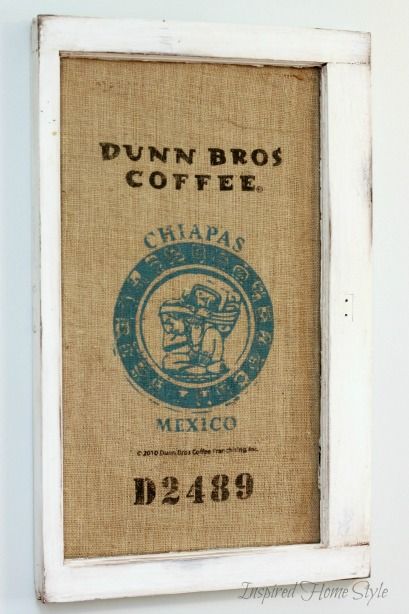 DUNN BROS
COFFEE®
CHIAPAS
MEXICO
© 2010 Dunn Bros Coffee Franchising, Inc.
D2489
Inspired Home Style